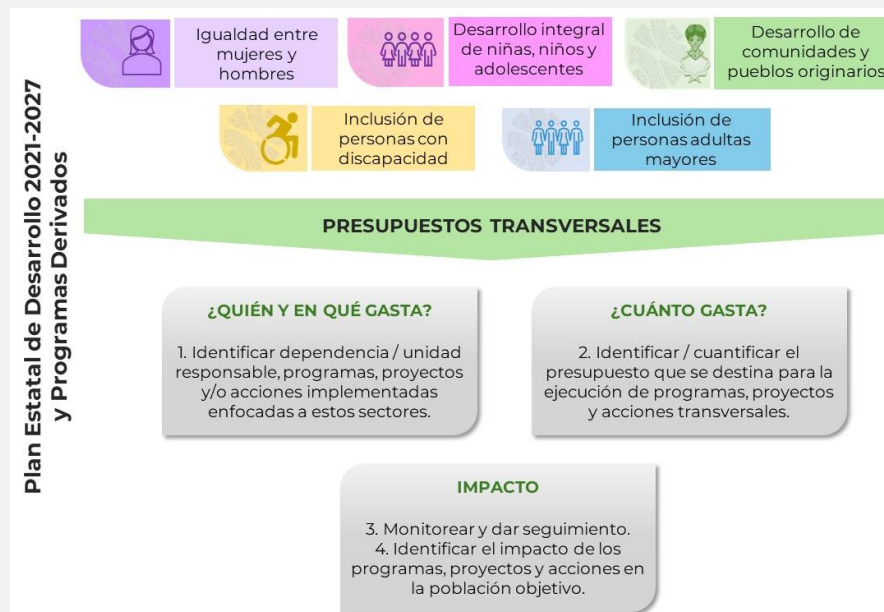 Plan Estatal de Desarrollo 2021-2027
y Programas Derivados
Igualdad entre
mujeres y
hombres
Desarrollo integral
de niñas, niños y
adolescentes
Desarrollo de
comunidades y
pueblos originarios
Inclusión de
personas con
discapacidad
Inclusión de
personas adultas
mayores
PRESUPUESTOS TRANSVERSALES
¿QUIÉN Y EN QUÉ GASTA?
1. Identificar dependencia / unidad
responsable, programas, proyectos
y/o acciones implementadas
enfocadas a estos sectores.
¿CUÁNTO GASTA?
2. Identificar / cuantificar el
presupuesto que se destina para la
ejecución de programas, proyectos
y acciones transversales.
IMPACTO
3. Monitorear y dar seguimiento.
4. Identificar el impacto de los
programas, proyectos y acciones en
la población objetivo.